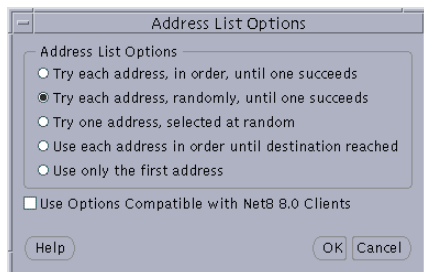 Address List Options
Address List Options
Try each address, in order, until one succeeds
Try each address, randomly, until one succeeds
Try one address, selected at random
Use each address in order until destination reached
Use only the first address
Use Options Compatible with Net8 8.0 Clients
Help OK Cancel